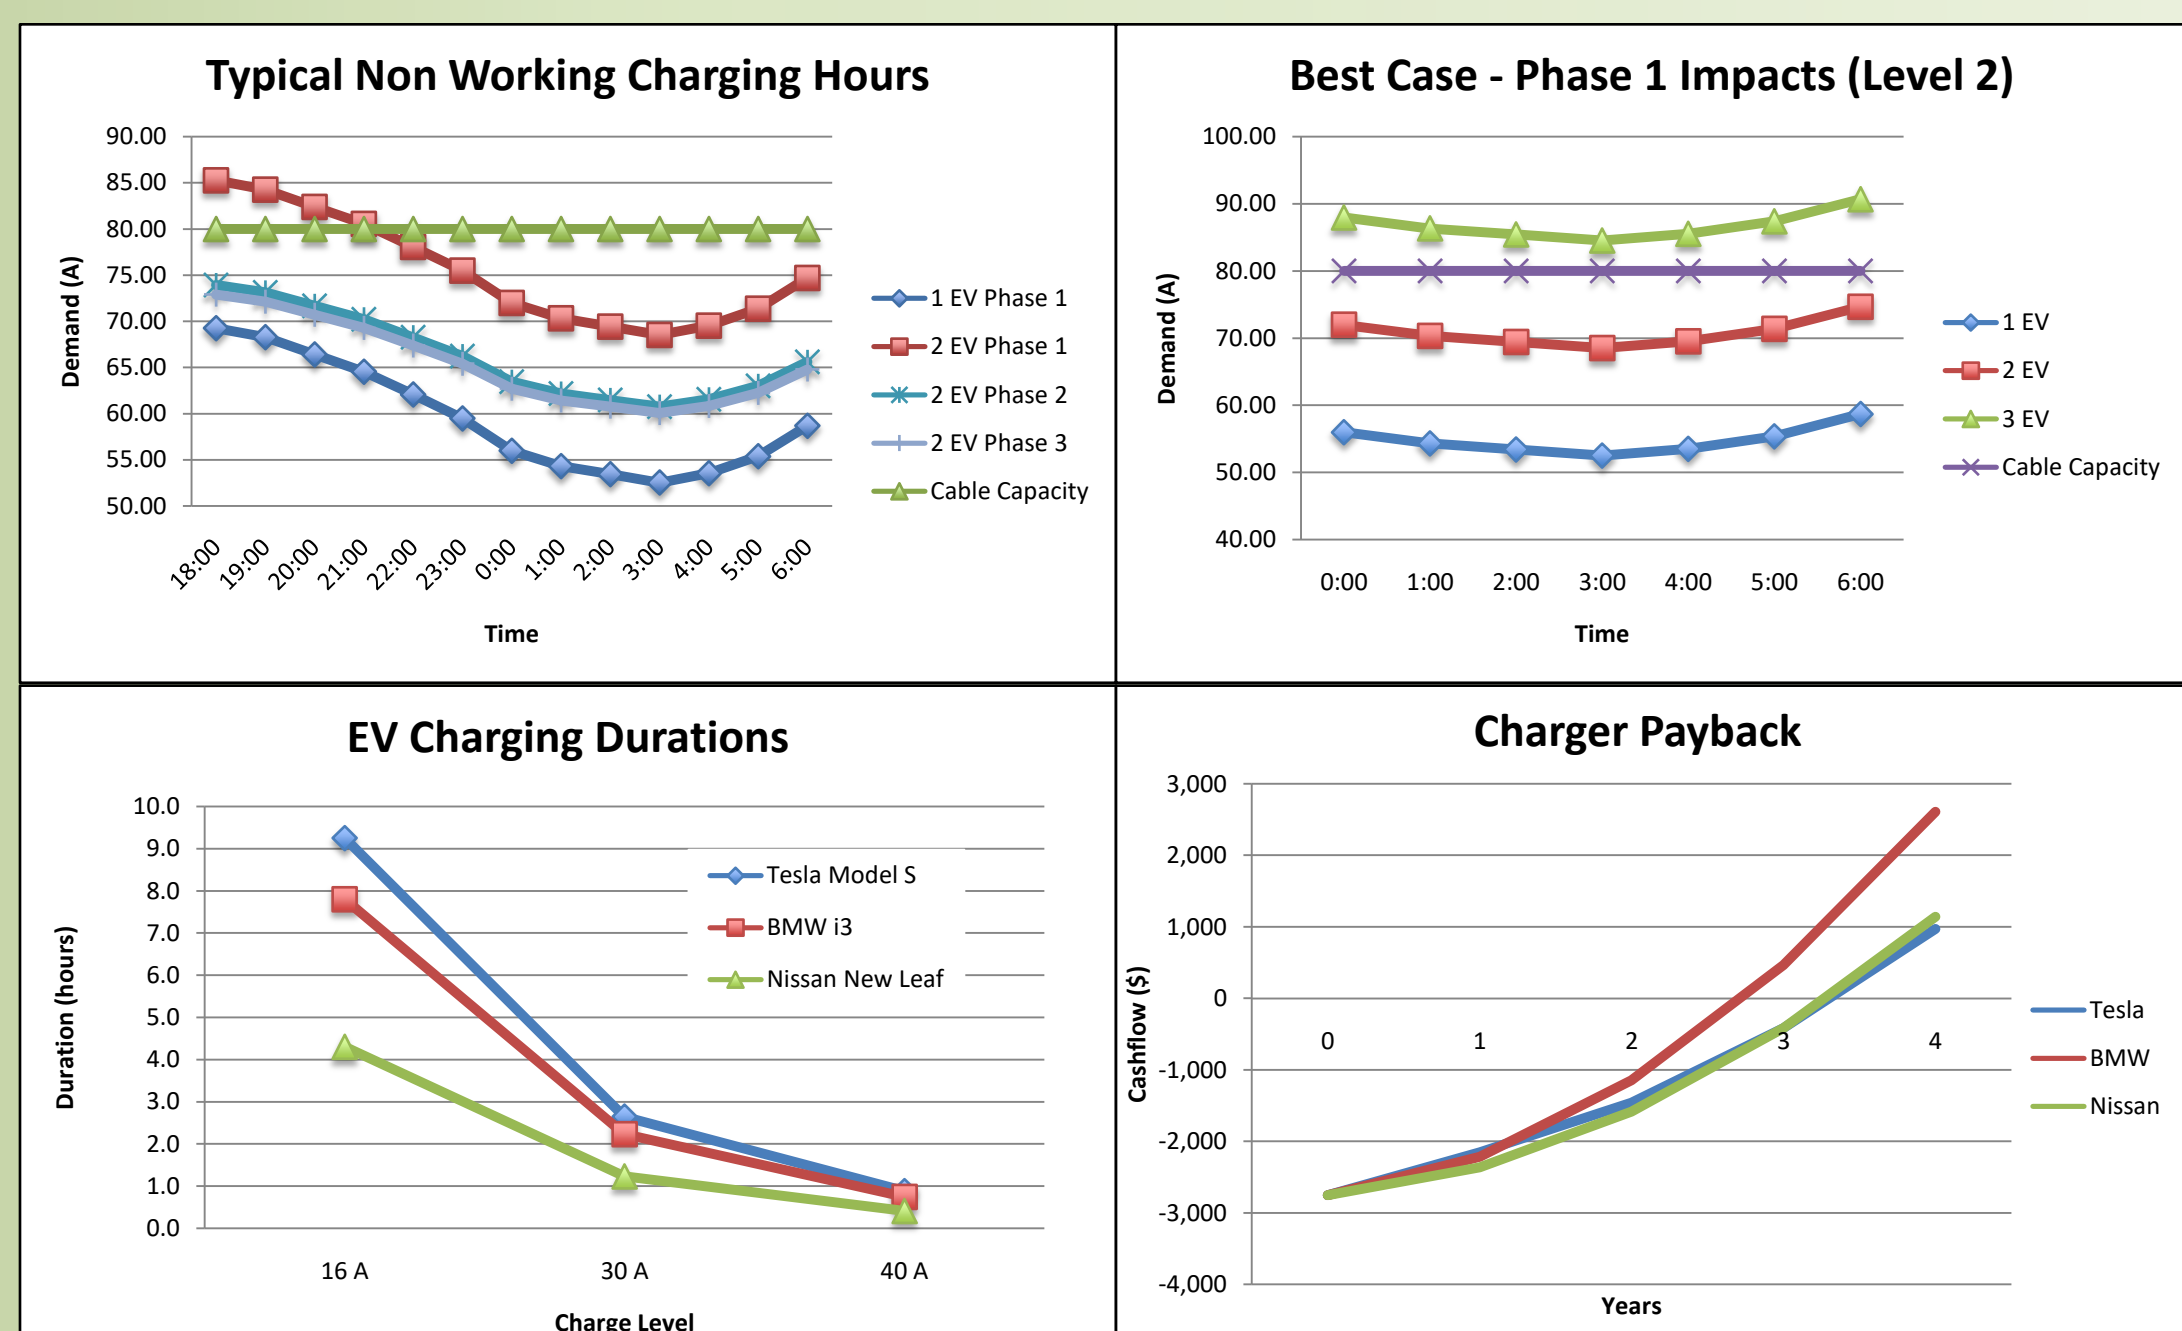 Typical Non Working Charging Hours
90.00
85.00
80.00
75.00
70.00
65.00
60.00
55.00
50.00
Demand (A)
18:00 19:00 20:00 21:00 22:00 23:00 0:00 1:00 2:00 3:00 4:00 5:00 6:00
Time
1 EV Phase 1
2 EV Phase 1
2 EV Phase 2
2 EV Phase 3
Cable Capacity
Best Case - Phase 1 Impacts (Level 2)
100.00
90.00
80.00
70.00
60.00
50.00
40.00
Demand (A)
0:00 1:00 2:00 3:00 4:00 5:00 6:00
Time
1 EV
2 EV
3 EV
Cable Capacity
EV Charging Durations
10.0
9.0
8.0
7.0
6.0
5.0
4.0
3.0
2.0
1.0
0.0
Duration (hours)
16 A 30 A 40 A
Charge Level
Tesla Model S
BMW i3
Nissan New Leaf
Charger Payback
3,000
2,000
1,000
0
-1,000
-2,000
-3,000
-4,000
Cashflow ($)
0 1 2 3 4
Years
Tesla
BMW
Nissan